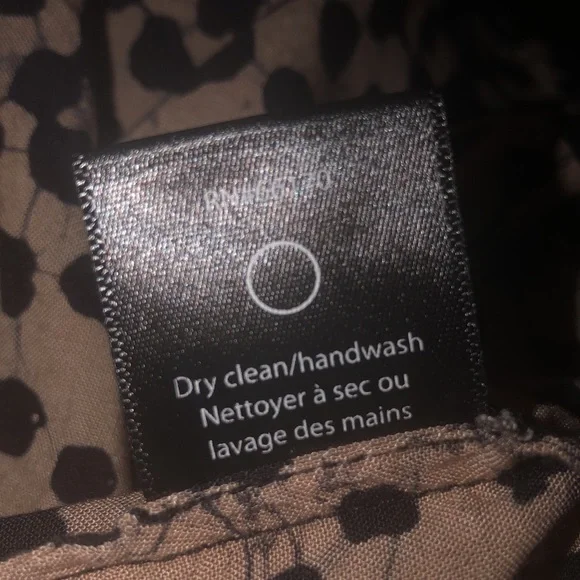 Dry clean/handwash
Nettoyer à sec ou
lavage des mains